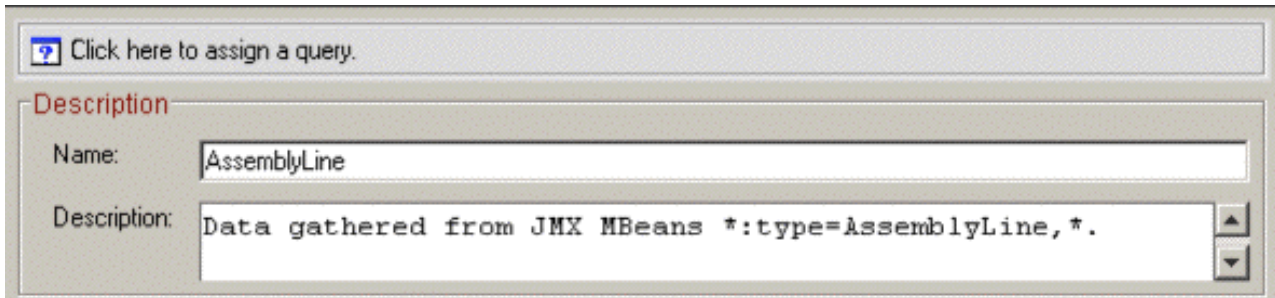 Click here to assign a query.
Description
Name:
AssemblyLine
Description:
Data gathered from JMX MBeans *:type=AssemblyLine,*.